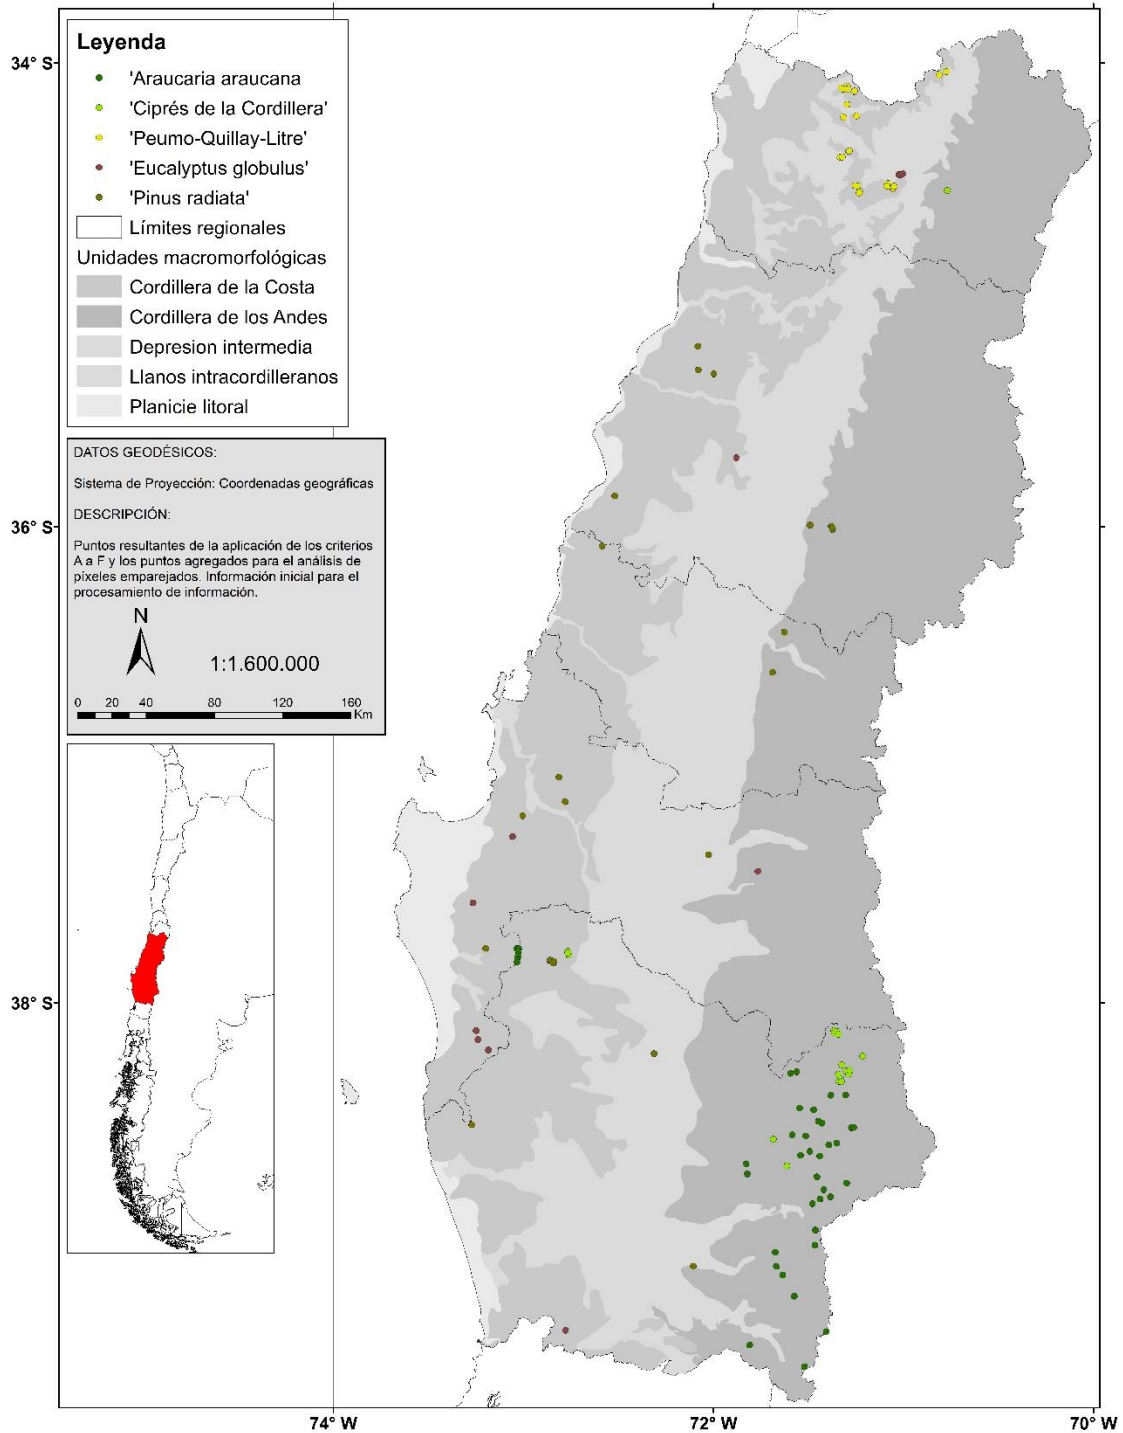 Leyenda
'Araucaria araucana
'Ciprés de la Cordillera'
'Peumo-Quillay-Litre'
'Eucalyptus globulus'
'Pinus radiata'
Límites regionales
Unidades macromorfológicas
Cordillera de la Costa
Cordillera de los Andes
Depresion intermedia
Llanos intracordilleranos
Planicie litoral
DATOS GEODÉSICOS:
Sistema de Proyección: Coordenadas geográficas
DESCRIPCIÓN:
Puntos resultantes de la aplicación de los criterios
A a F y los puntos agregados para el análisis de
píxeles emparejados. Información inicial para el
procesamiento de información.
N
1:1.600.000
0 20 40 80 120 160
Km
34° S
36° S
38° S
74° W
72° W
70° W